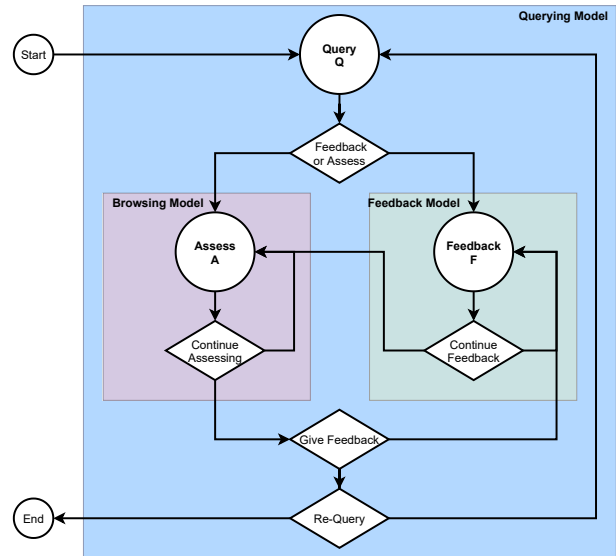 Querying Model
Start
Query
Q
Feedback
or Assess
Browsing Model
Feedback Model
Assess
A
Feedback
F
Continue
Assessing
Continue
Feedback
Give Feedback
End
Re-Query